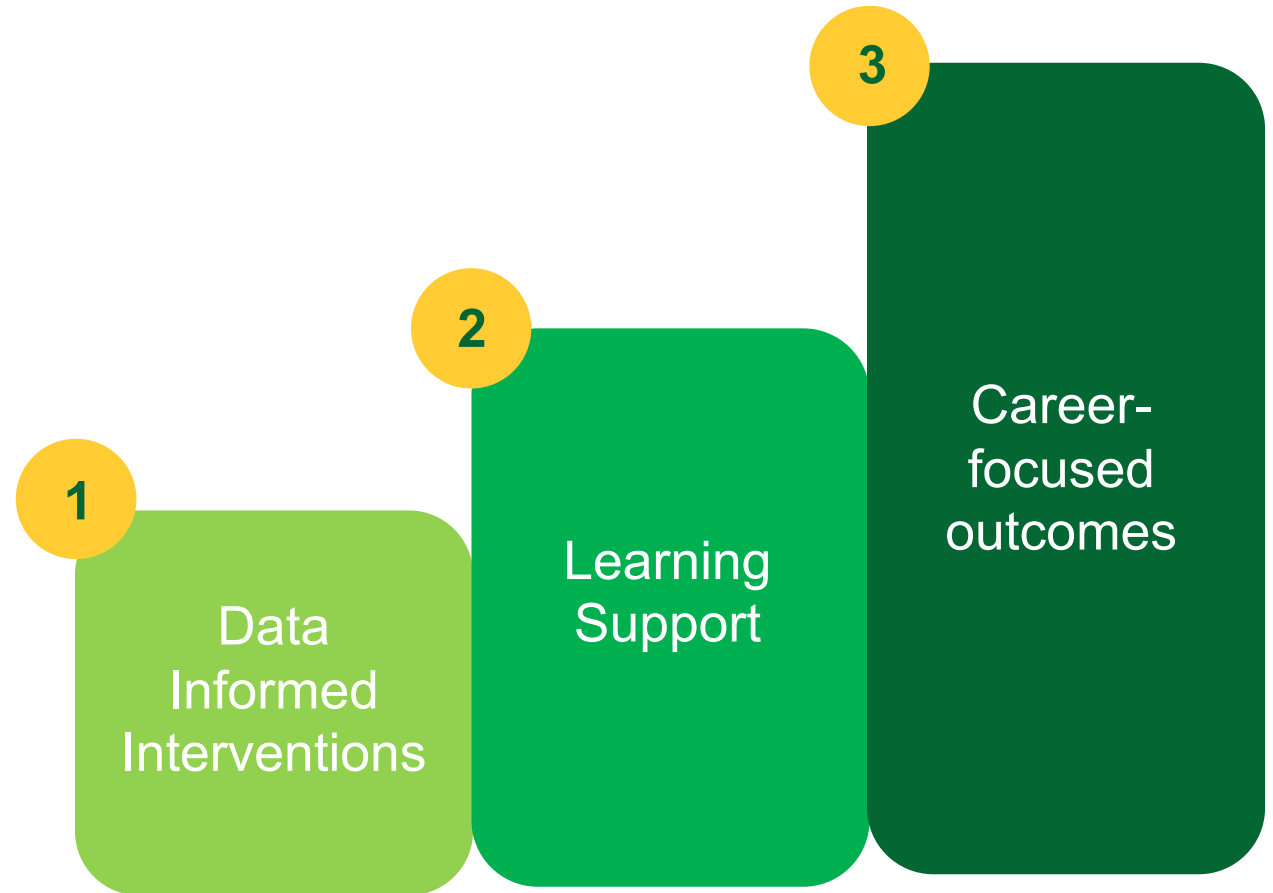 1
Data
Informed
Interventions
2
Learning
Support
3
Career-
focused
outcomes